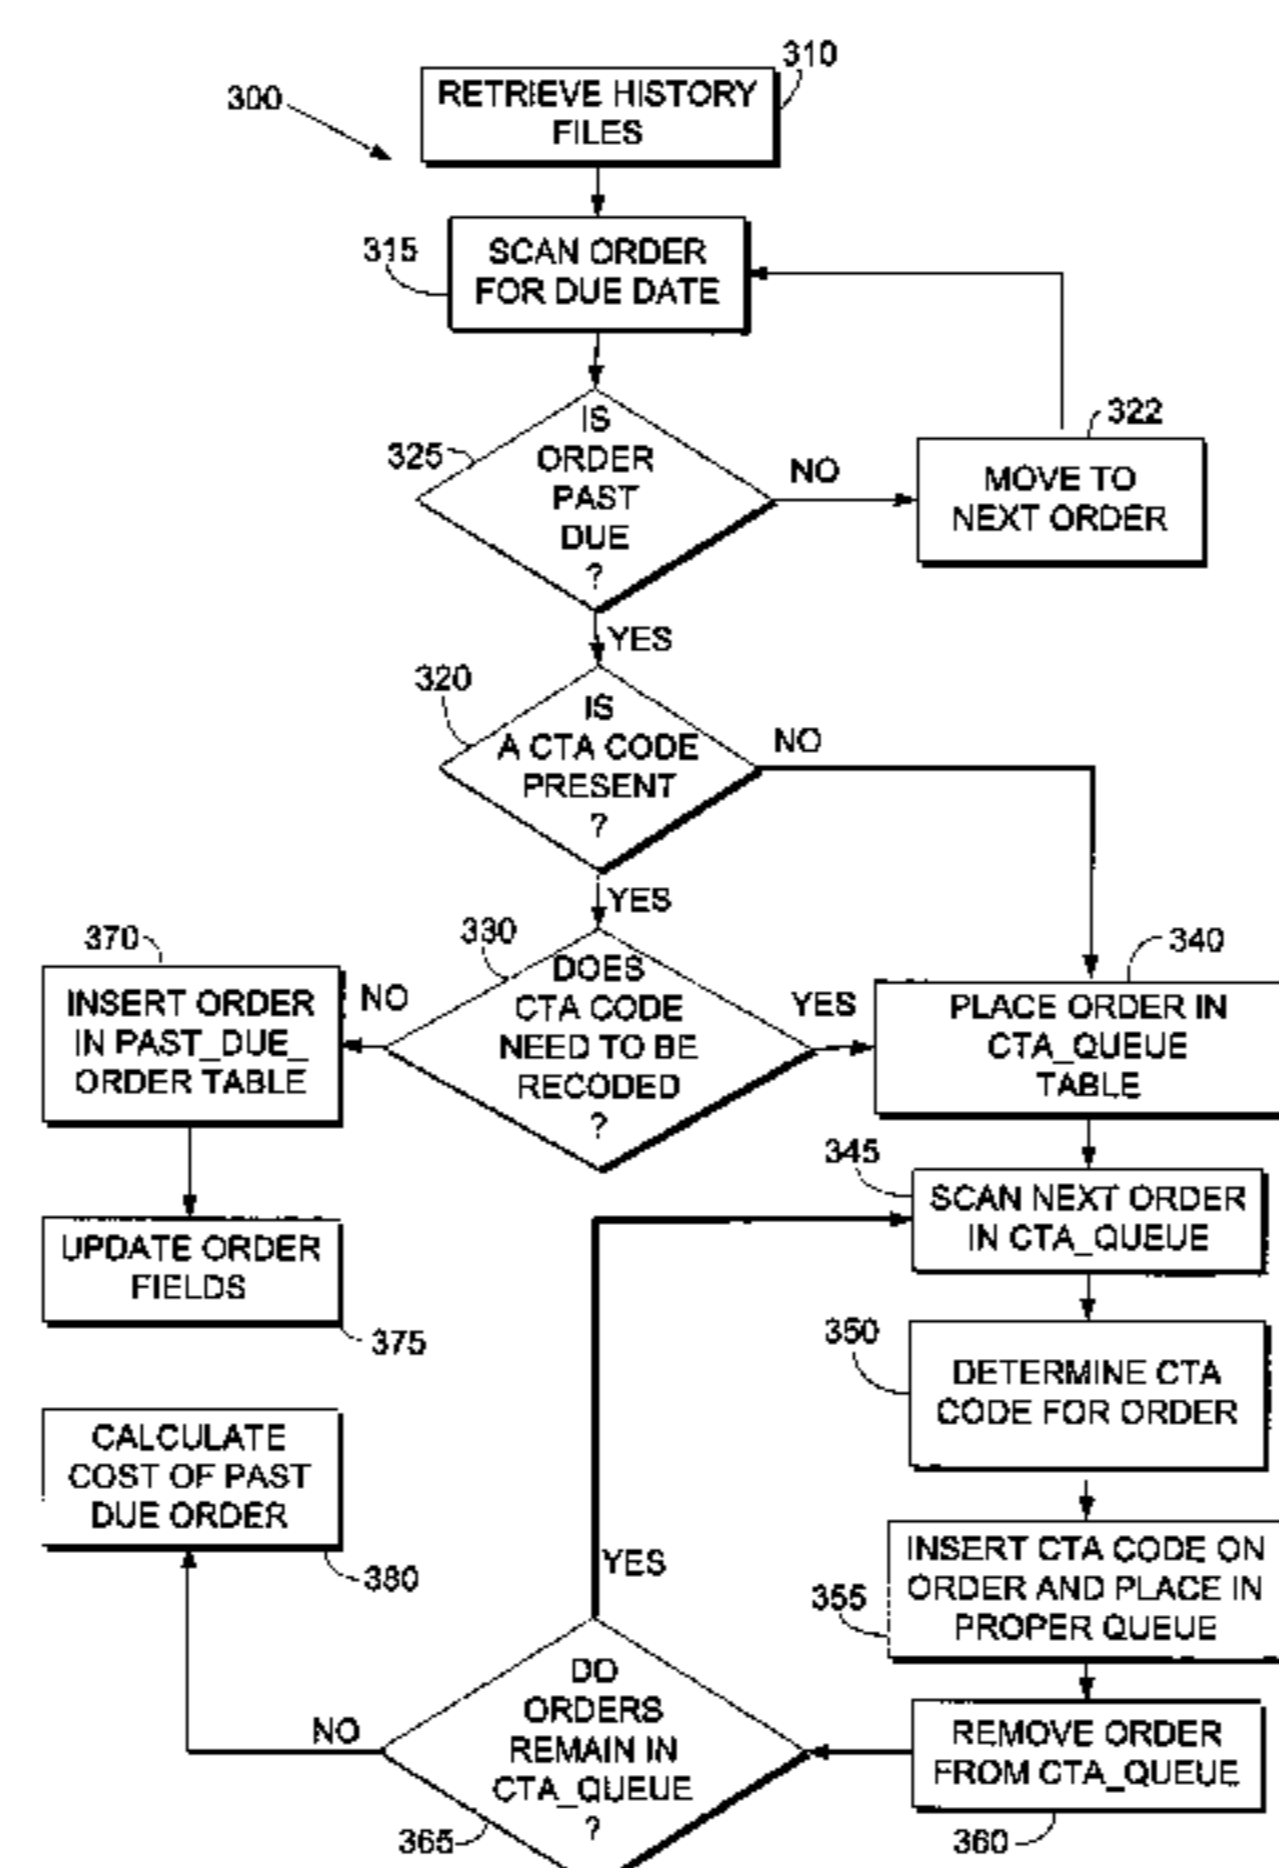 310
RETRIEVE HISTORY
FILES
300
315
SCAN ORDER
FOR DUE DATE
322
MOVE TO
NEXT ORDER
325
IS
ORDER
PAST
DUE
?
NO
YES
320
IS
A CTA CODE
PRESENT
?
NO
YES
330
DOES
CTA CODE
NEED TO BE
RECODED
?
NO
YES
370
INSERT ORDER
IN PAST_DUE_
ORDER TABLE
340
PLACE ORDER IN
CTA_QUEUE
TABLE
345
SCAN NEXT ORDER
IN CTA_QUEUE
UPDATE ORDER
FIELDS
375
350
DETERMINE CTA
CODE FOR ORDER
CALCULATE
COST OF PAST
DUE ORDER
380
355
INSERT CTA CODE ON
ORDER AND PLACE IN
PROPER QUEUE
YES
DO
ORDERS
REMAIN IN
CTA_QUEUE
?
NO
365
REMOVE ORDER
FROM CTA_QUEUE
360